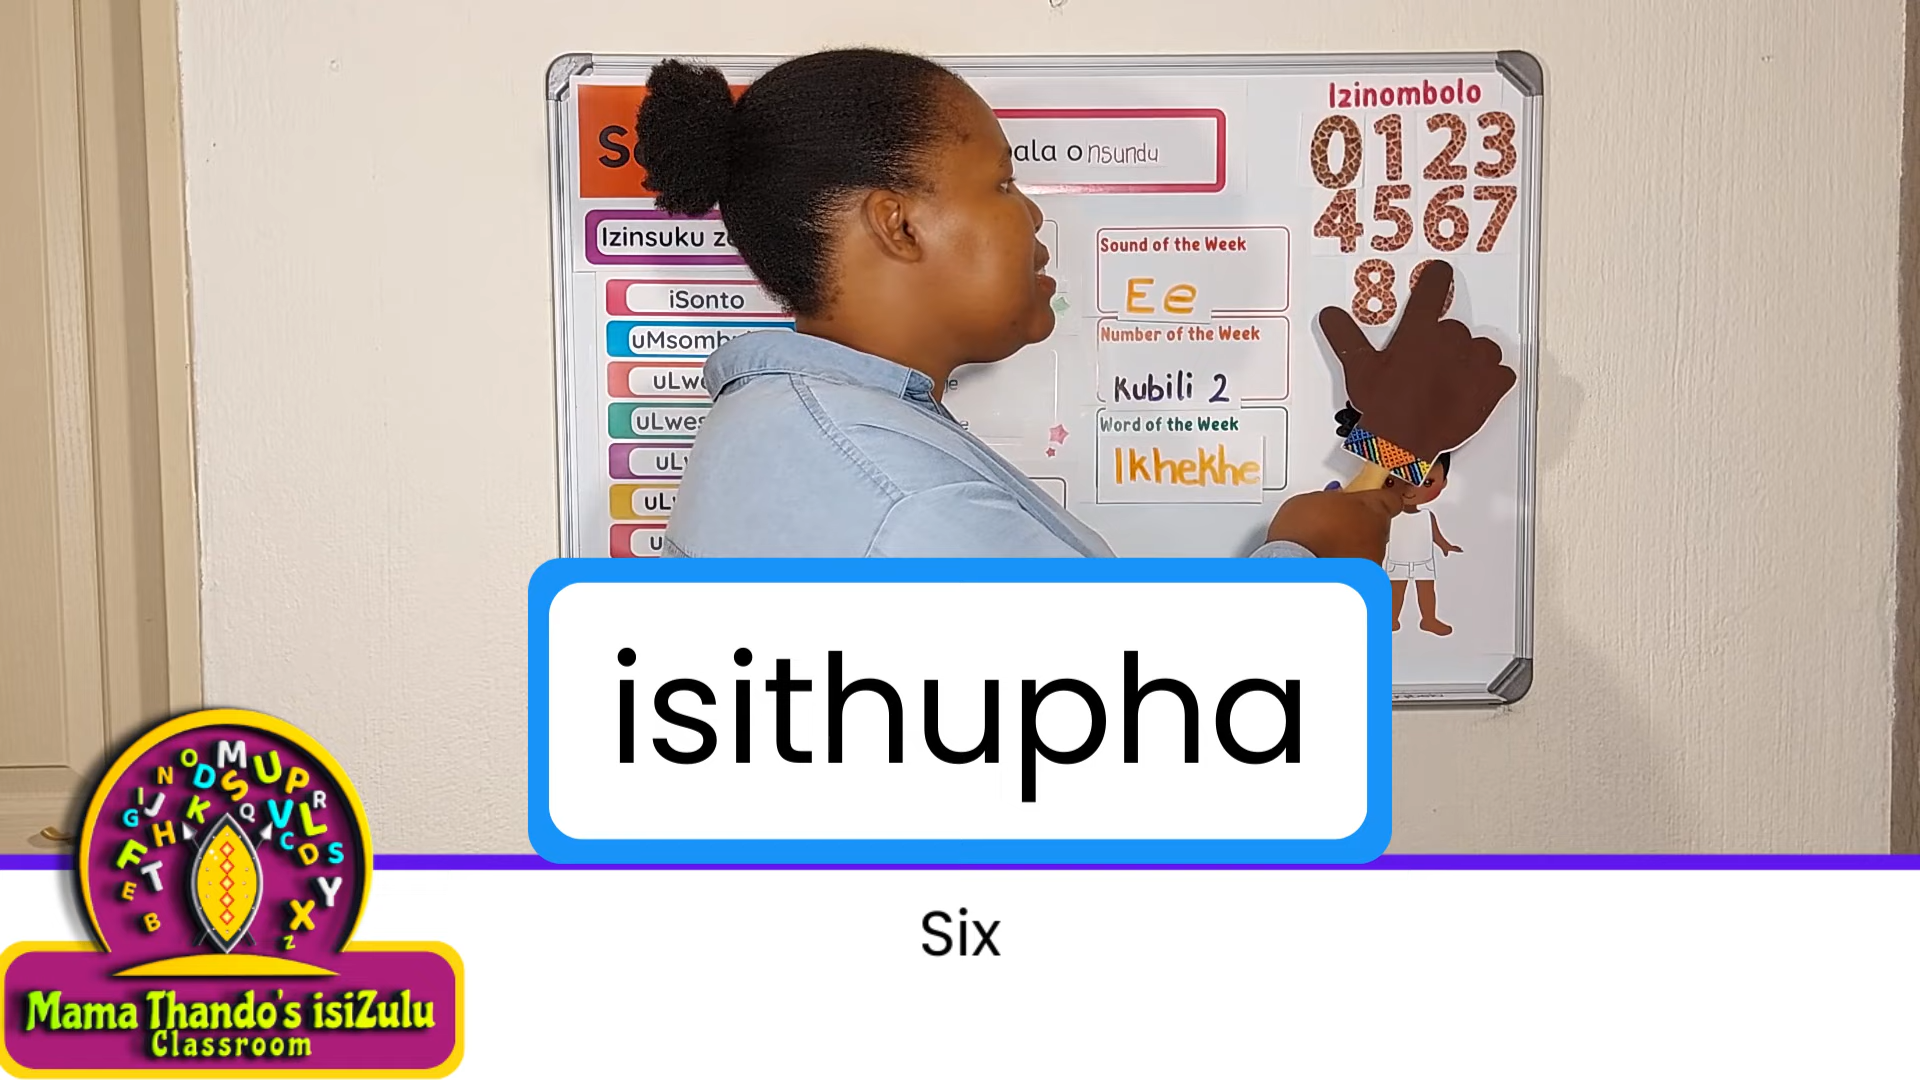 Izinombolo
0123
4567
8
onsundu
Izinsuku
iSonto
Sound of the Week
Ee
Number of the Week
Kubili 2
Word of the Week
Ikhekhe
isithupha
Six
Mama Thando's isiZulu
Classroom